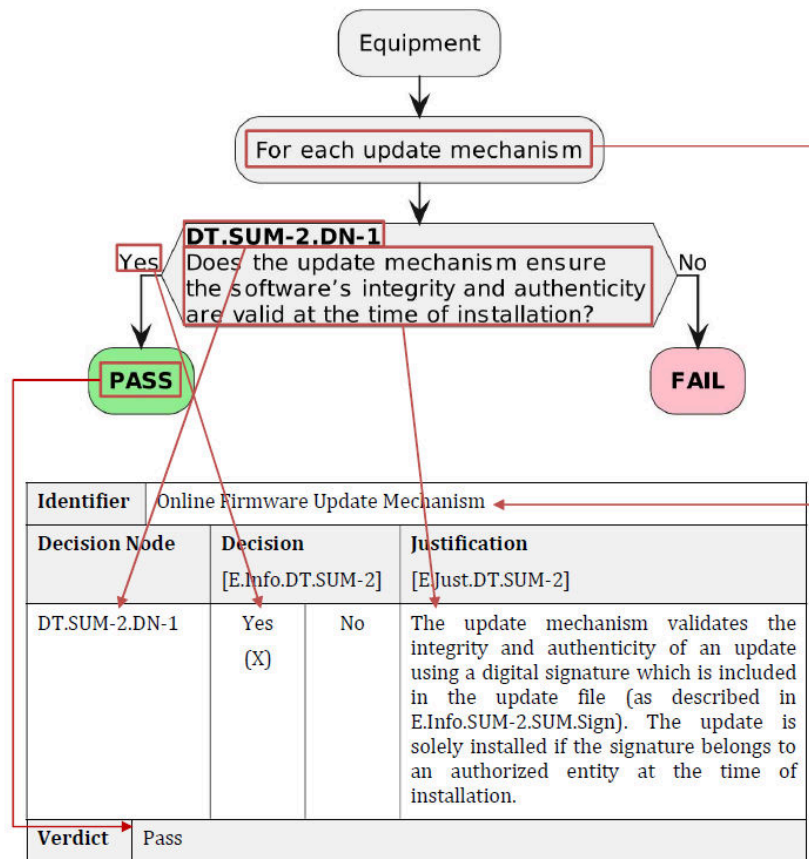 Equipment
For each update mechanism
DT.SUM-2.DN-1
Yes
Does the update mechanism ensure
the software's integrity and authenticity
are valid at the time of installation?
No
PASS
FAIL
Identifier
Online Firmware Update Mechanism
Decision Node
Decision
[E.Info.DT.SUM-2]
Justification
[E.Just.DT.SUM-2]
DT.SUM-2.DN-1
Yes
(X)
No
The update mechanism validates the
integrity and authenticity of an update
using a digital signature which is included
in the update file (as described in
E.Info.SUM-2.SUM.Sign). The update is
solely installed if the signature belongs to
an authorized entity at the time of
installation.
Verdict
Pass